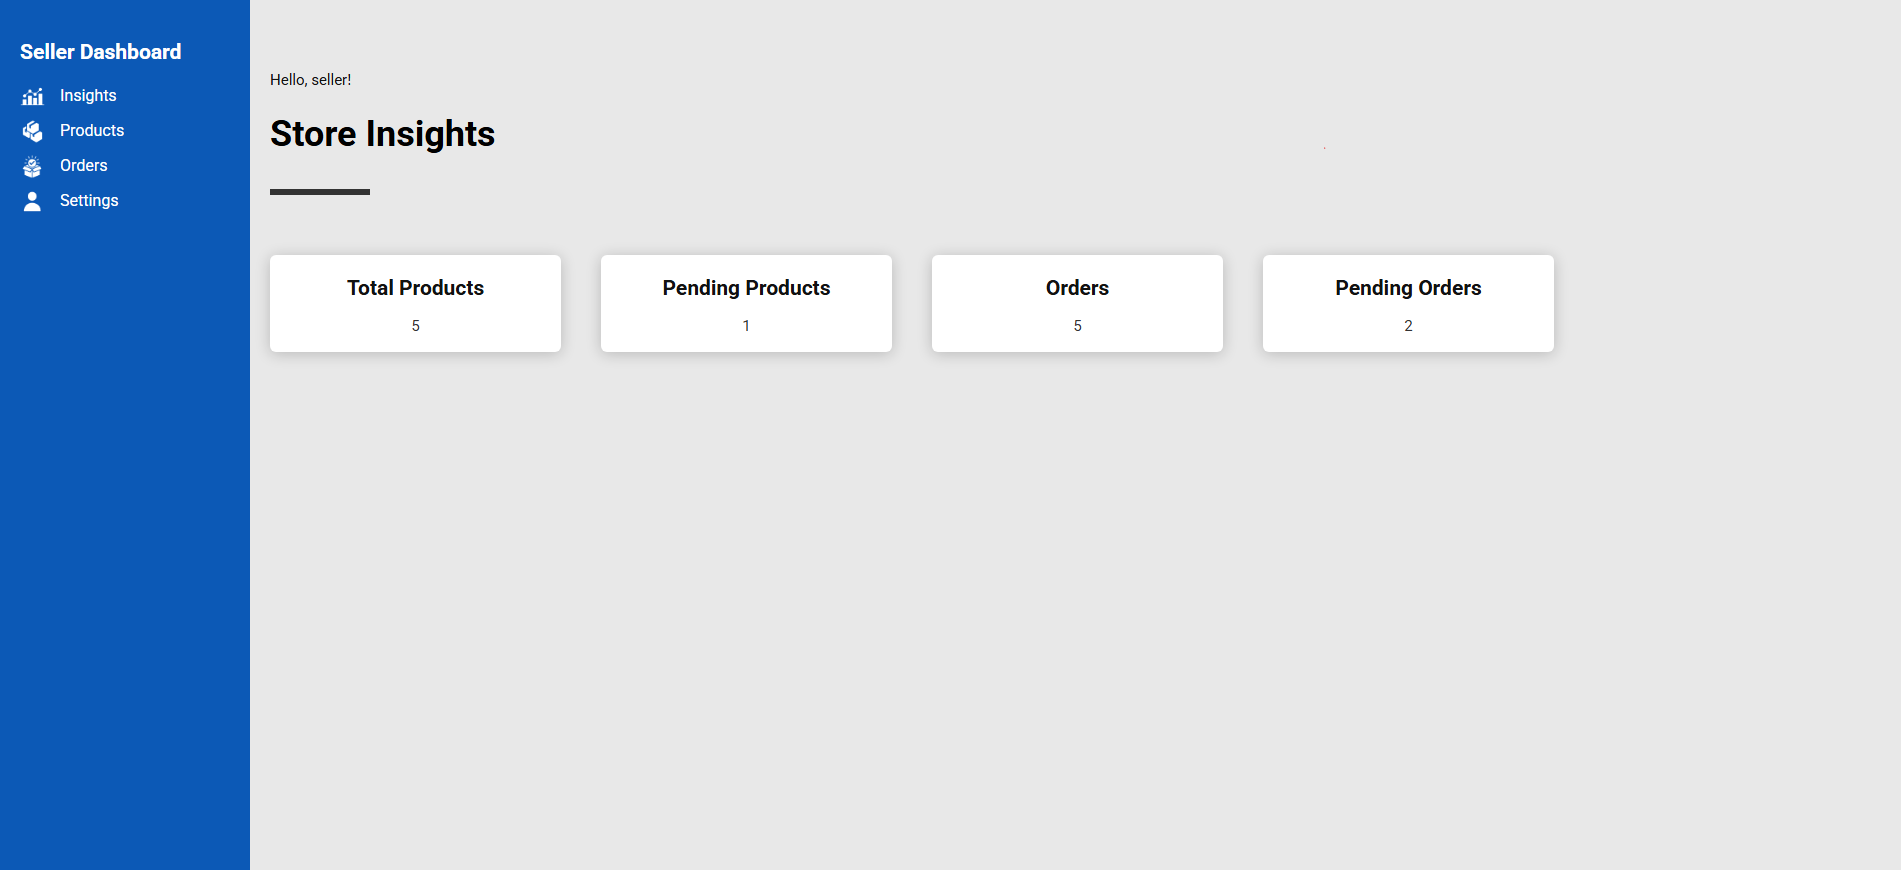 Seller Dashboard
Insights
Products
Orders
Settings
Hello, seller!
Store Insights
Total Products
5
Pending Products
1
Orders
5
Pending Orders
2